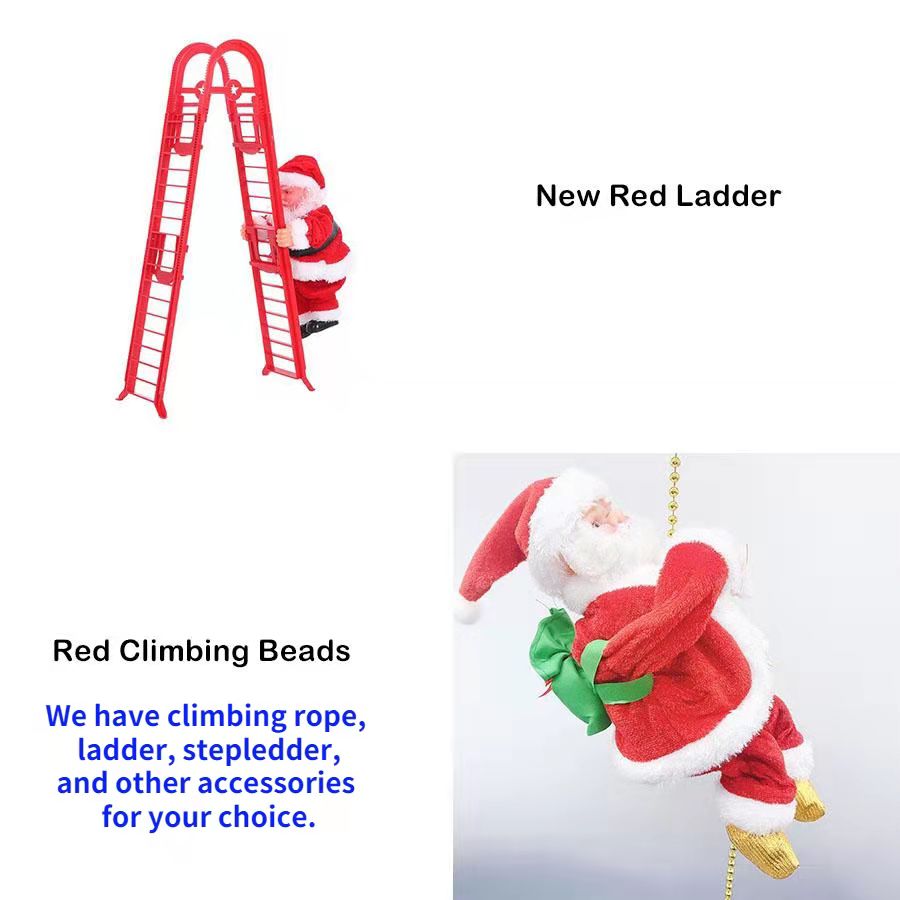 New Red Ladder
Red Climbing Beads
We have climbing rope,
ladder, stepledder,
and other accessories
for your choice.